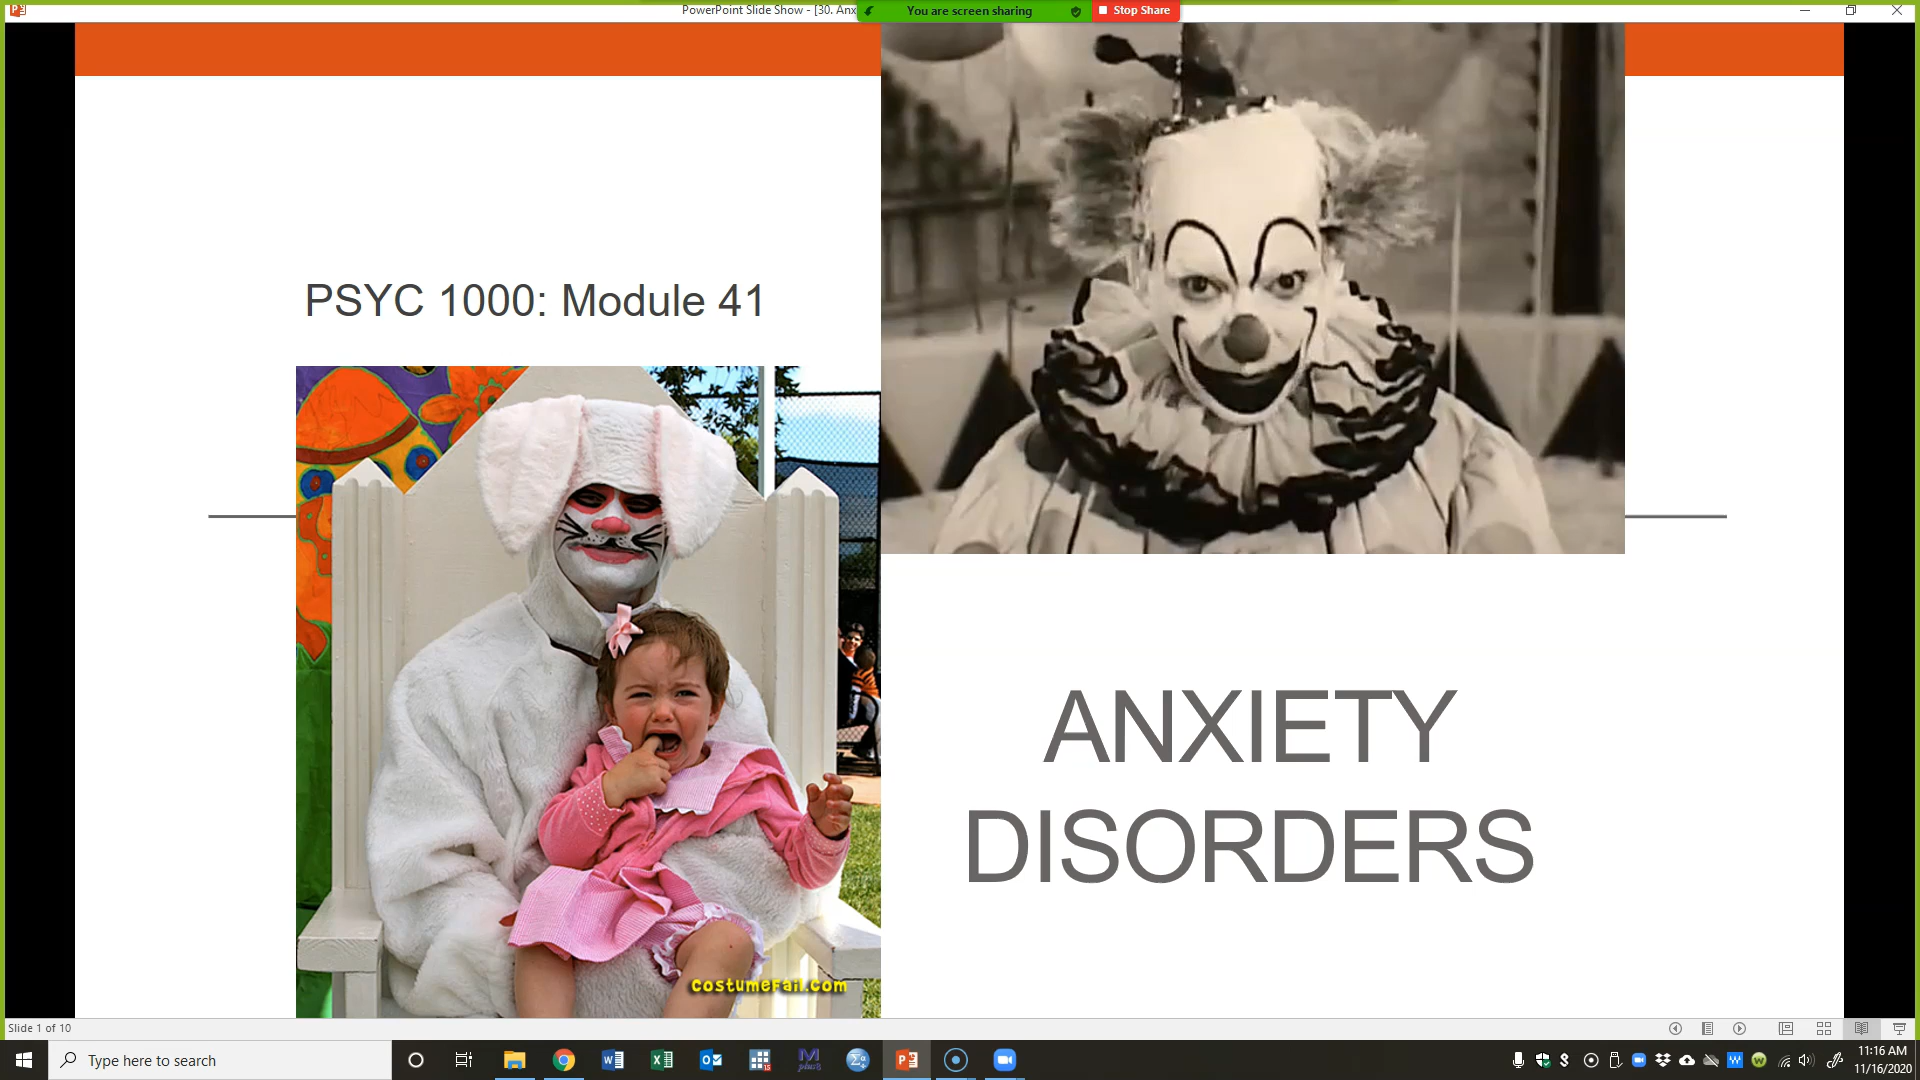 PowerPoint Slide Show - [30. Anx
You are screen sharing
Stop Share
PSYC 1000: Module 41
costumeFail.com
ANXIETY
DISORDERS
Slide 1 of 10
Type here to search
11:16 AM
11/16/2020